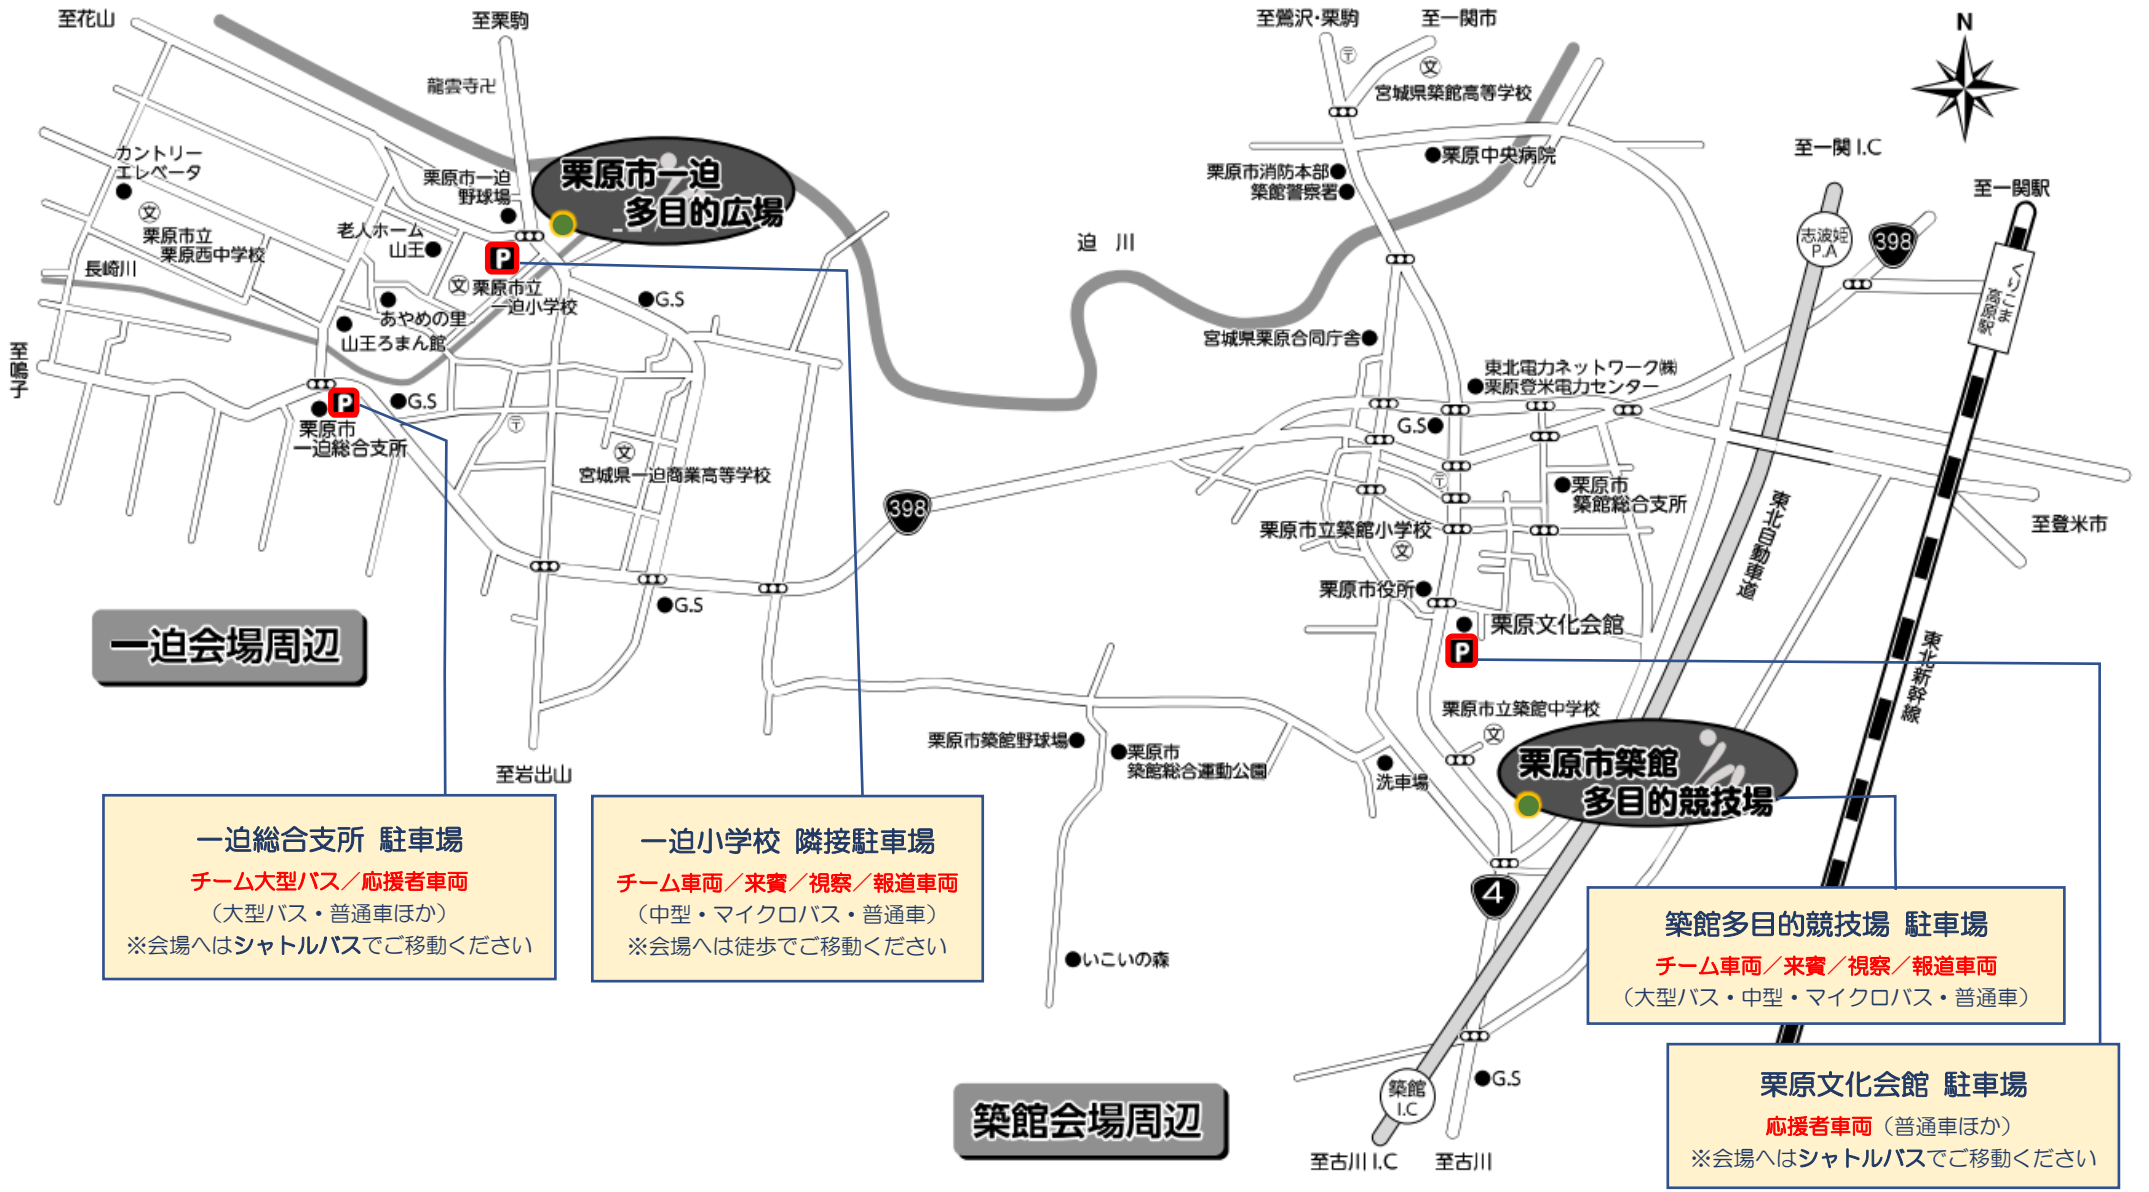 至花山
至栗駒
龍雲寺卍
カントリー
エレベータ
文
栗原市立
栗原西中学校
長崎川
栗原市一迫
野球場
老人ホーム
山王
栗原市一迫
多目的広場
P
文
栗原市立
一迫小学校
G.S
あやめの里
山王ろまん館
至鳴子
P
G.S
栗原市
一迫総合支所
〒
文
宮城県一迫商業高等学校
398
G.S
一迫会場周辺
至岩出山
一迫総合支所 駐車場
チーム大型バス／応援者車両
（大型バス・普通車ほか）
※会場へはシャトルバスでご移動ください
一迫小学校 隣接駐車場
チーム車両／来賓／視察／報道車両
（中型・マイクロバス・普通車）
※会場へは徒歩でご移動ください
至鶯沢・栗駒
至一関市
〒
文
宮城県築館高等学校
N
栗原中央病院
栗原市消防本部
築館警察署
至一関I.C
至一関駅
志波姫
P.A
398
くりこま
高原駅
迫 川
宮城県栗原合同庁舎
東北電力ネットワーク㈱
栗原登米電力センター
G.S
〒
栗原市
築館総合支所
栗原市立築館小学校
文
東北自動車道
至登米市
栗原市役所
栗原文化会館
P
東北新幹線
栗原市立築館中学校
文
栗原市築館野球場
栗原市
築館総合運動公園
洗車場
栗原市築館
多目的競技場
4
いこいの森
築館多目的競技場 駐車場
チーム車両／来賓／視察／報道車両
（大型バス・中型・マイクロバス・普通車）
築館
I.C
G.S
築館会場周辺
至古川I.C
至古川
栗原文化会館 駐車場
応援者車両（普通車ほか）
※会場へはシャトルバスでご移動ください